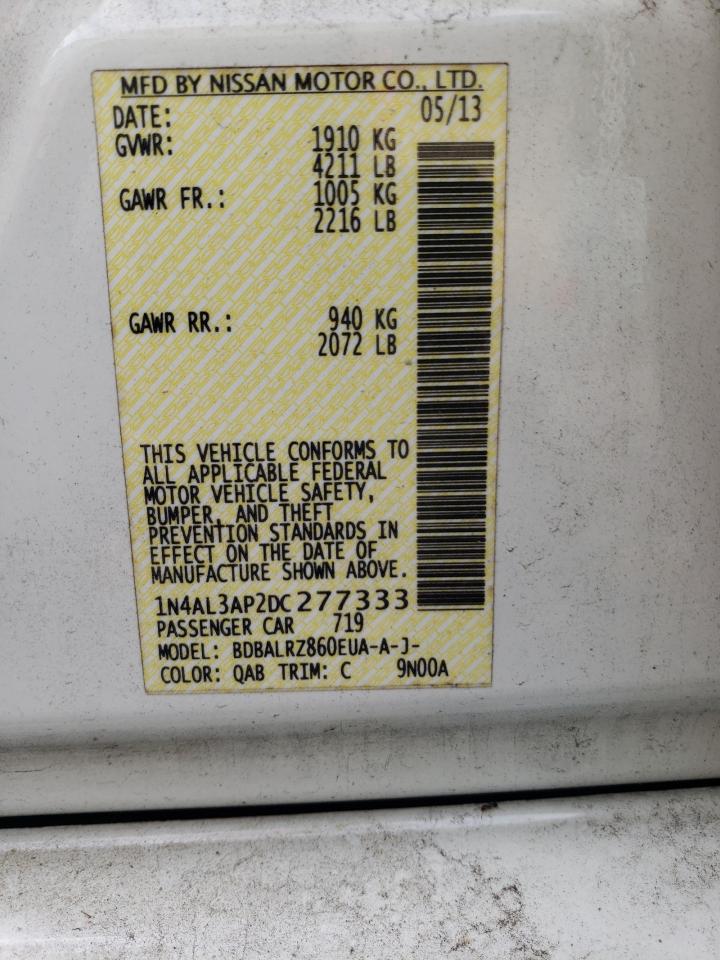 MFD BY NISSAN MOTOR CO., LTD.
DATE: 05/13
GVWR: 1910 KG
4211 LB
GAWR FR.: 1005 KG
2216 LB
GAWR RR.: 940 KG
2072 LB
THIS VEHICLE CONFORMS TO
ALL APPLICABLE FEDERAL
MOTOR VEHICLE SAFETY,
BUMPER, AND THEFT
PREVENTION STANDARDS IN
EFFECT ON THE DATE OF
MANUFACTURE SHOWN ABOVE.
1N4AL3AP2DC277333
PASSENGER CAR 719
MODEL: BDBALRZ860EUA-A-J-
COLOR: QAB TRIM: C 9N00A